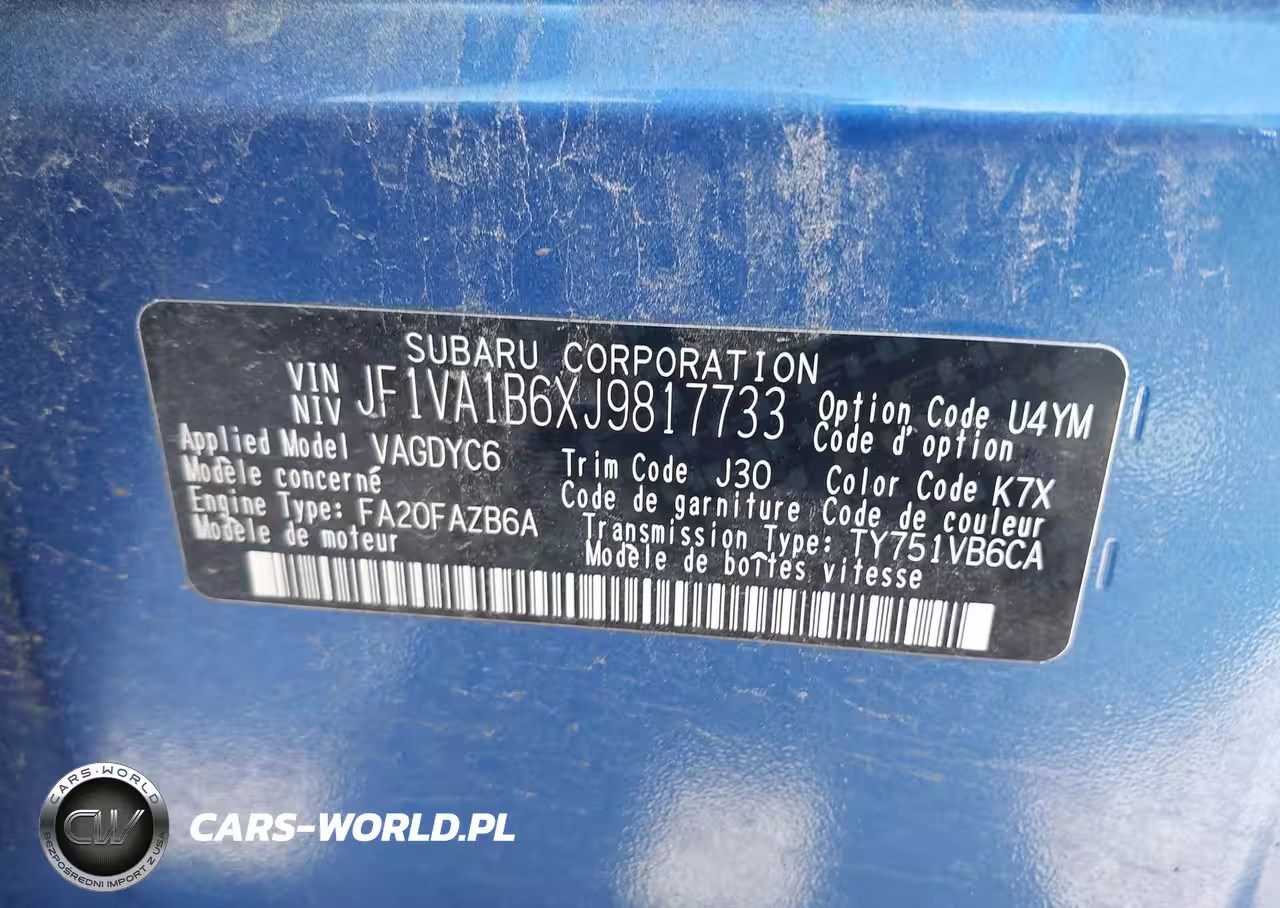 SUBARU CORPORATION
VIN JF1VA1B6XJ9817733
NIV
Option Code U4YM
Code d'option
Applied Model VAGDYC6
Modèle concerné
Trim Code J30
Code de garniture
Color Code K7X
Code de couleur
Engine Type: FA20FAZB6A
Modèle de moteur
Transmission Type: TY751VB6CA
Modèle de boîtes vitesse
CARS-WORLD
CW
BEZPOŚREDNI IMPORT Z USA
CARS-WORLD.PL